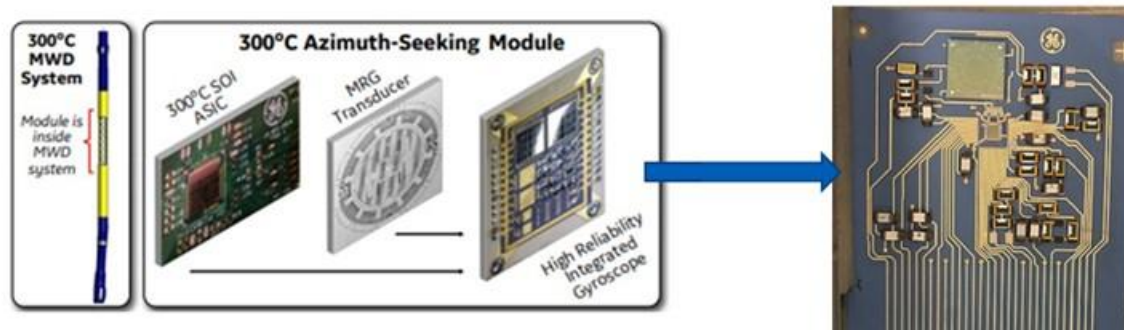 300°C
MWD
System
Module is
inside
MWD
system
300°C Azimuth-Seeking Module
300°C SOI
ASIC
MRG
Transducer
High Reliability
Integrated
Gyroscope